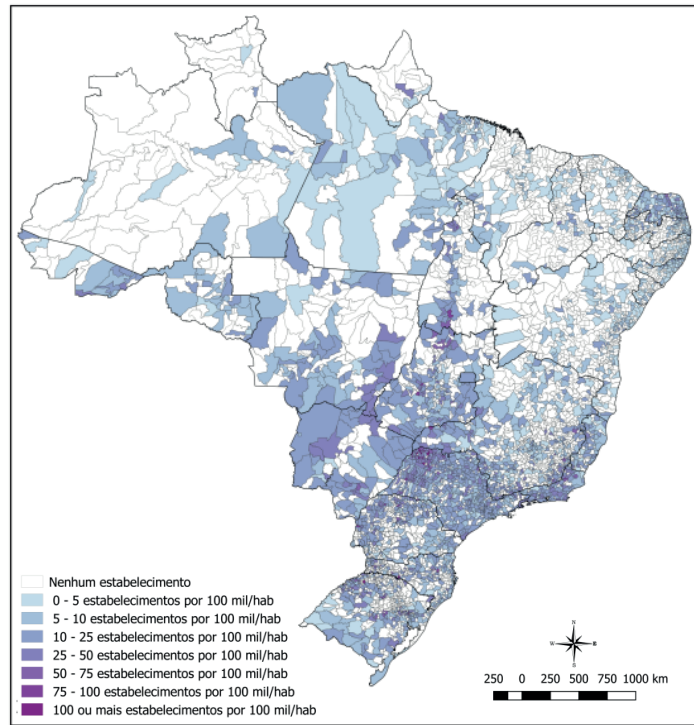 Nenhum estabelecimento
0 - 5 estabelecimentos por 100 mil/hab
5 - 10 estabelecimentos por 100 mil/hab
10 - 25 estabelecimentos por 100 mil/hab
25 - 50 estabelecimentos por 100 mil/hab
50 - 75 estabelecimentos por 100 mil/hab
75 - 100 estabelecimentos por 100 mil/hab
100 ou mais estabelecimentos por 100 mil/hab
N
W E
S
250 0 250 500 750 1000 km